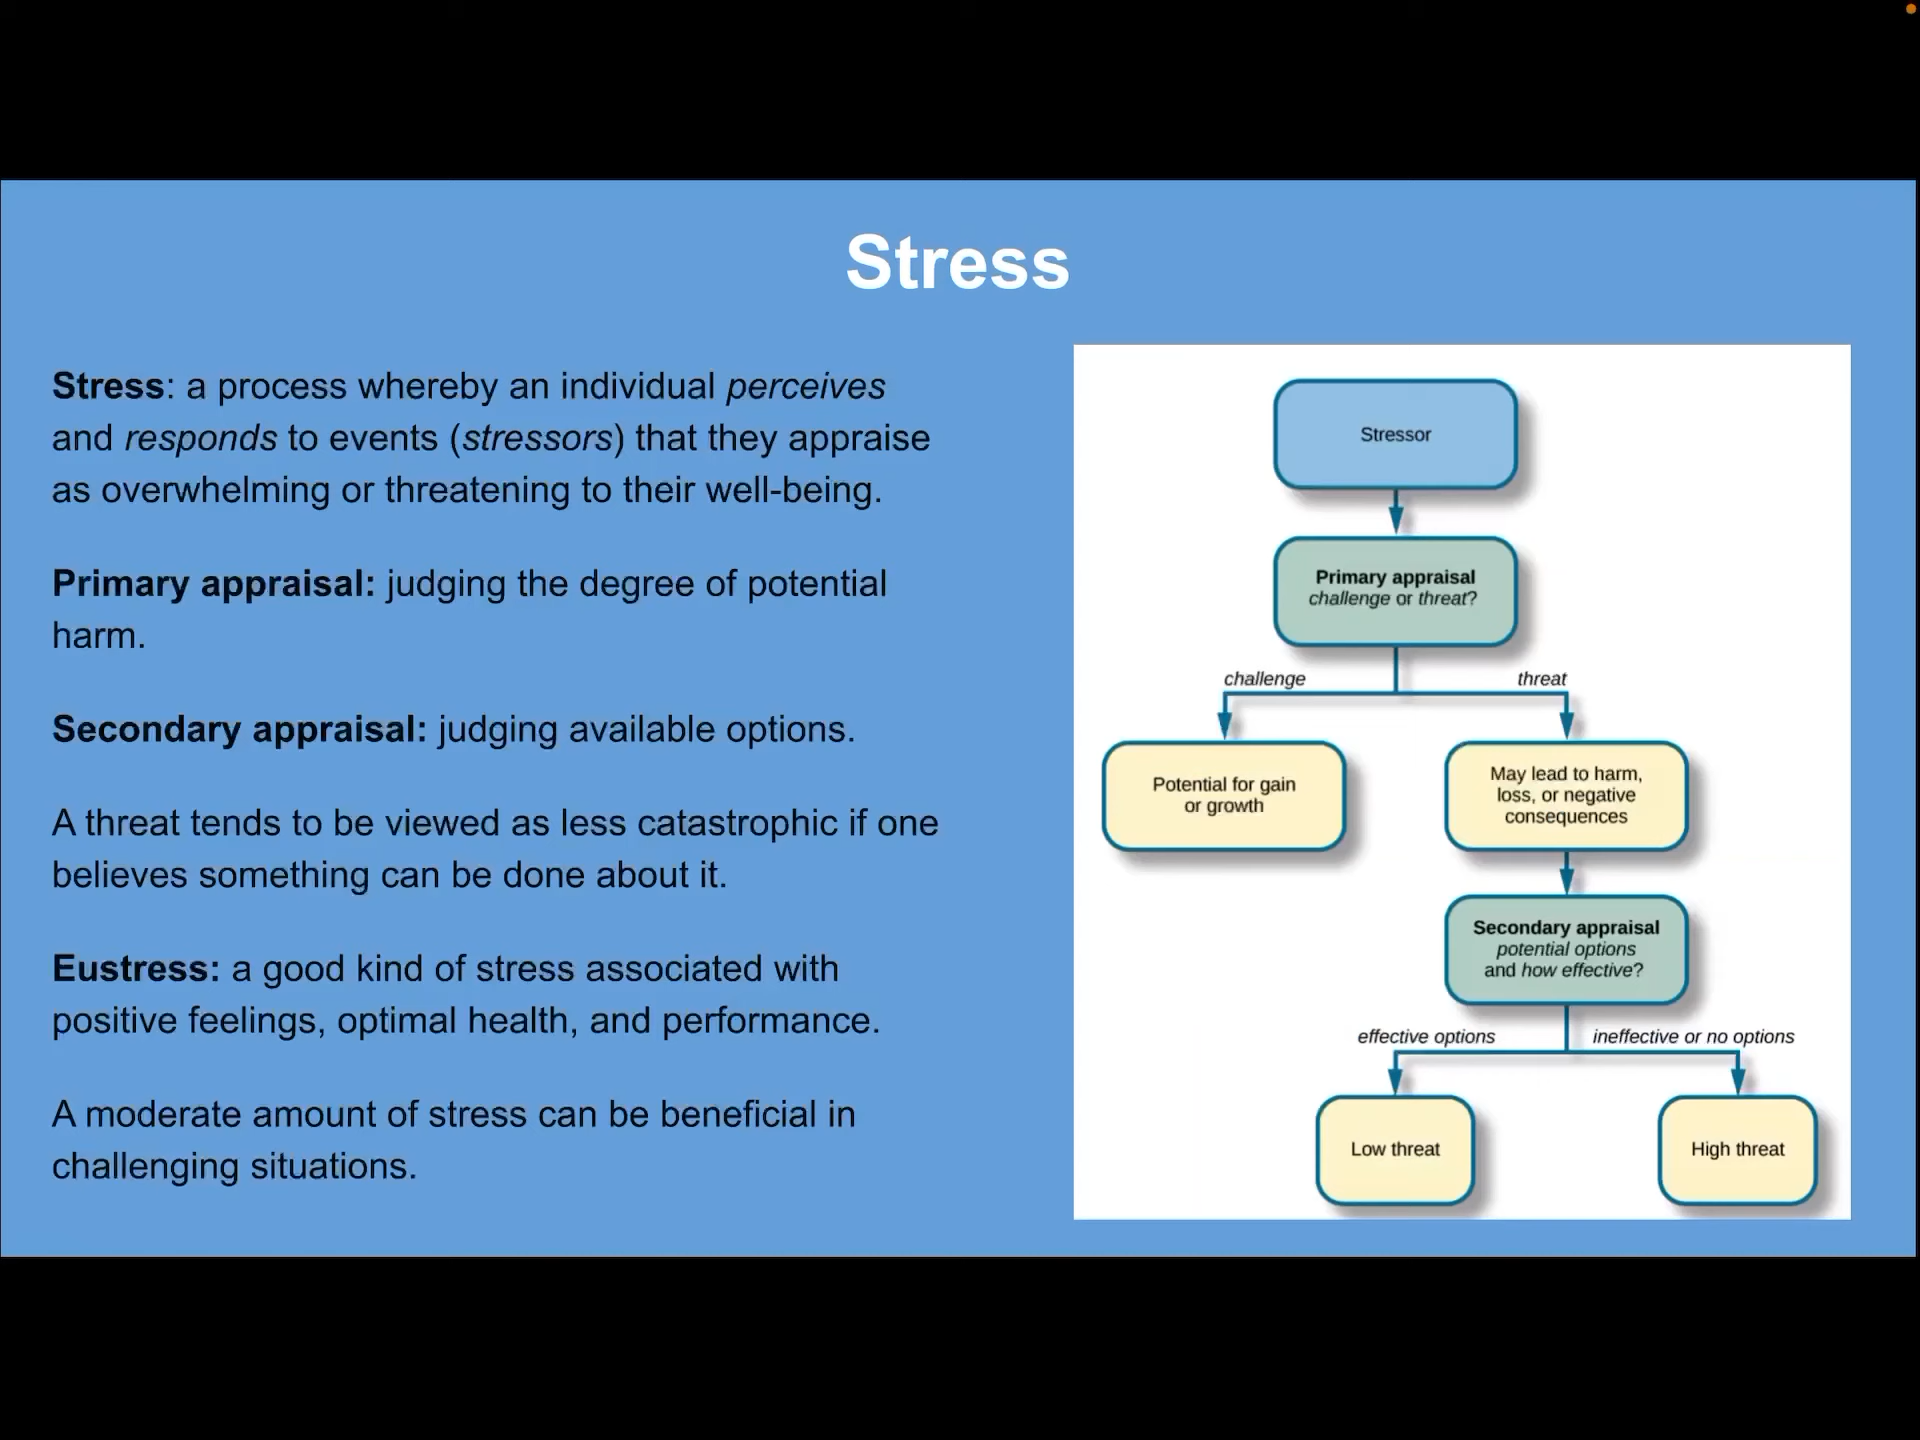 Stress
Stress: a process whereby an individual perceives
and responds to events (stressors) that they appraise
as overwhelming or threatening to their well-being.
Primary appraisal: judging the degree of potential
harm.
Secondary appraisal: judging available options.
A threat tends to be viewed as less catastrophic if one
believes something can be done about it.
Eustress: a good kind of stress associated with
positive feelings, optimal health, and performance.
A moderate amount of stress can be beneficial in
challenging situations.
Stressor
Primary appraisal
challenge or threat?
challenge
threat
Potential for gain
or growth
May lead to harm,
loss, or negative
consequences
Secondary appraisal
potential options
and how effective?
effective options
ineffective or no options
Low threat
High threat